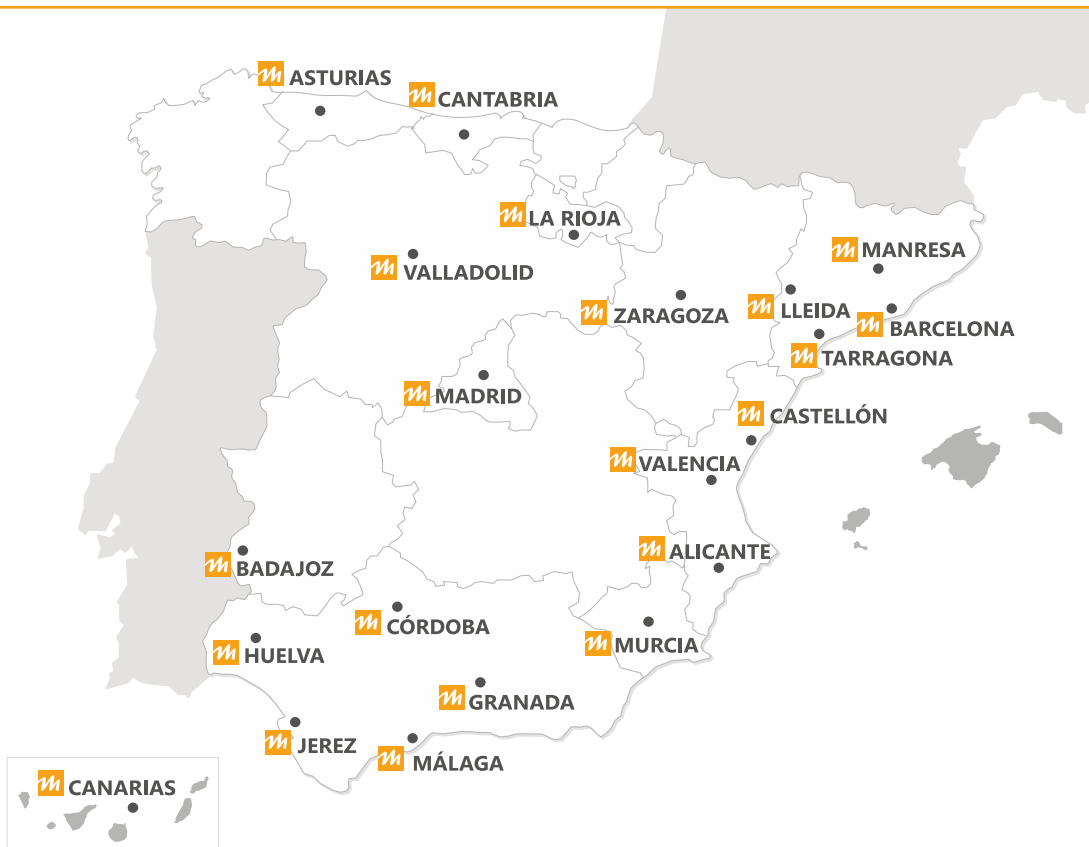 ASTURIAS
CANTABRIA
LA RIOJA
MANRESA
VALLADOLID
LLEIDA
ZARAGOZA
BARCELONA
TARRAGONA
MADRID
CASTELLÓN
VALENCIA
ALICANTE
BADAJOZ
CÓRDOBA
MURCIA
HUELVA
GRANADA
JEREZ
MÁLAGA
CANARIAS